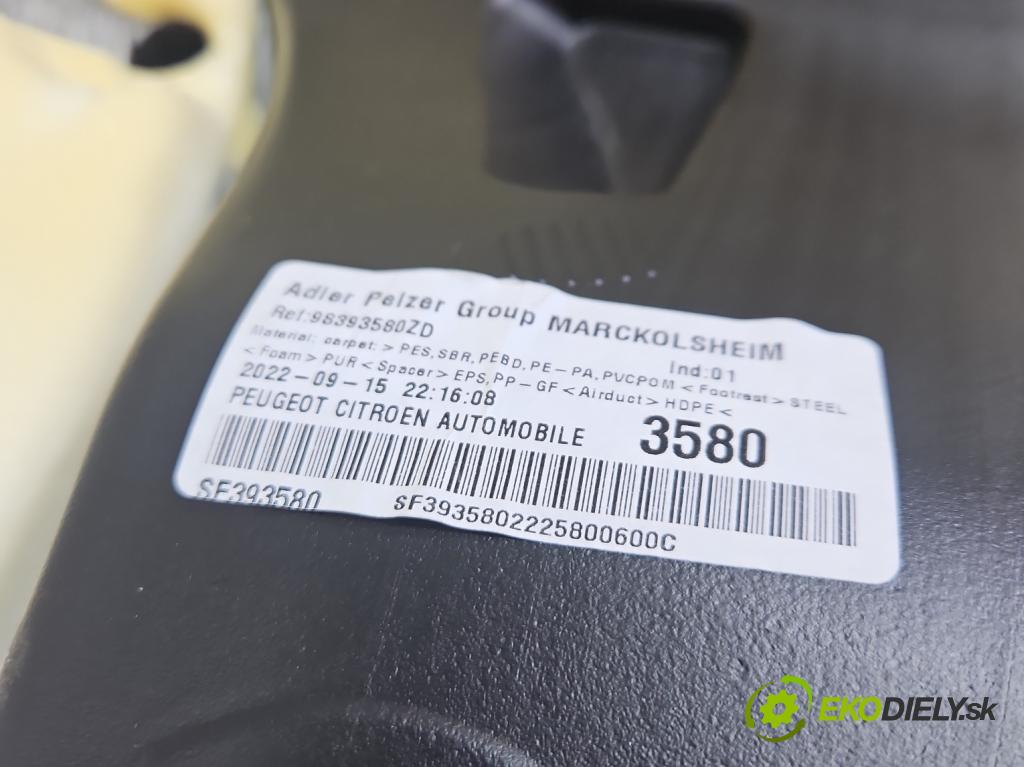 Adler Pelzer Group MARCKOLSHEIM
Ref:98393580ZD Ind:01
Material: carpet: > PES,SBR,PEBD,PE-PA,PVCPOM < Footrest > STEEL
< Foam > PUR < Spacer > EPS,PP-GF < Airduct > HDPE <
2022-09-15 22:16:08
PEUGEOT CITROEN AUTOMOBILE 3580
SF393580 SF3935802225800600C
EKODIELY.sk